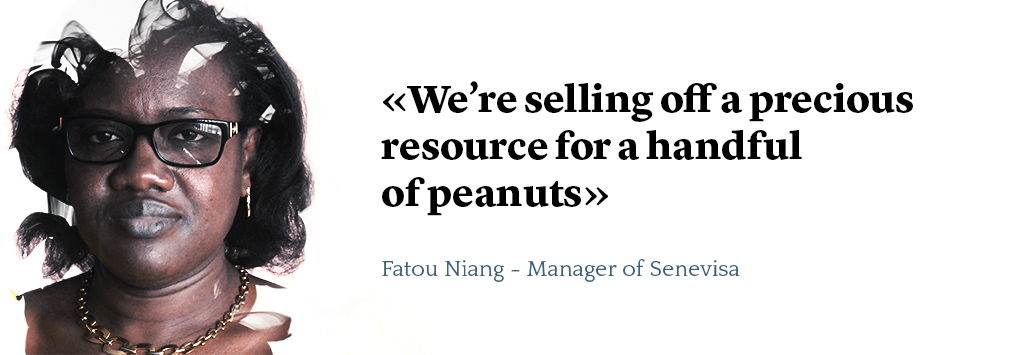 «We’re selling off a precious
resource for a handful
of peanuts»
Fatou Niang - Manager of Senevisa